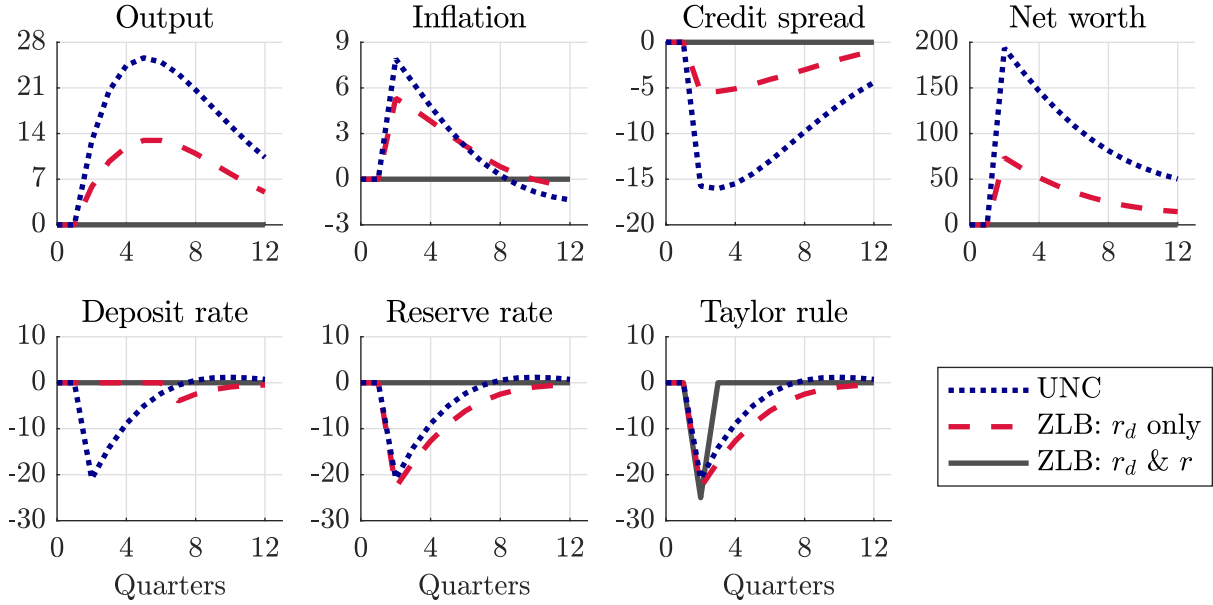 Output
Inflation
Credit spread
Net worth
28
21
14
7
0
0 4 8 12
9
6
3
0
-3
0 4 8 12
0
-5
-10
-15
-20
0 4 8 12
200
150
100
50
0
0 4 8 12
Deposit rate
Reserve rate
Taylor rule
10
0
-10
-20
-30
0 4 8 12
Quarters
10
0
-10
-20
-30
0 4 8 12
Quarters
10
0
-10
-20
-30
0 4 8 12
Quarters
UNC
ZLB: r_d only
ZLB: r_d & r